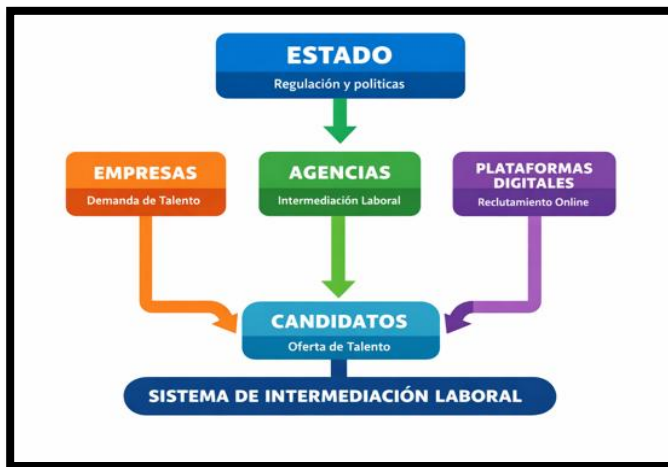 ESTADO
Regulación y políticas
EMPRESAS
Demanda de Talento
AGENCIAS
Intermediación Laboral
PLATAFORMAS
DIGITALES
Reclutamiento Online
CANDIDATOS
Oferta de Talento
SISTEMA DE INTERMEDIACIÓN LABORAL